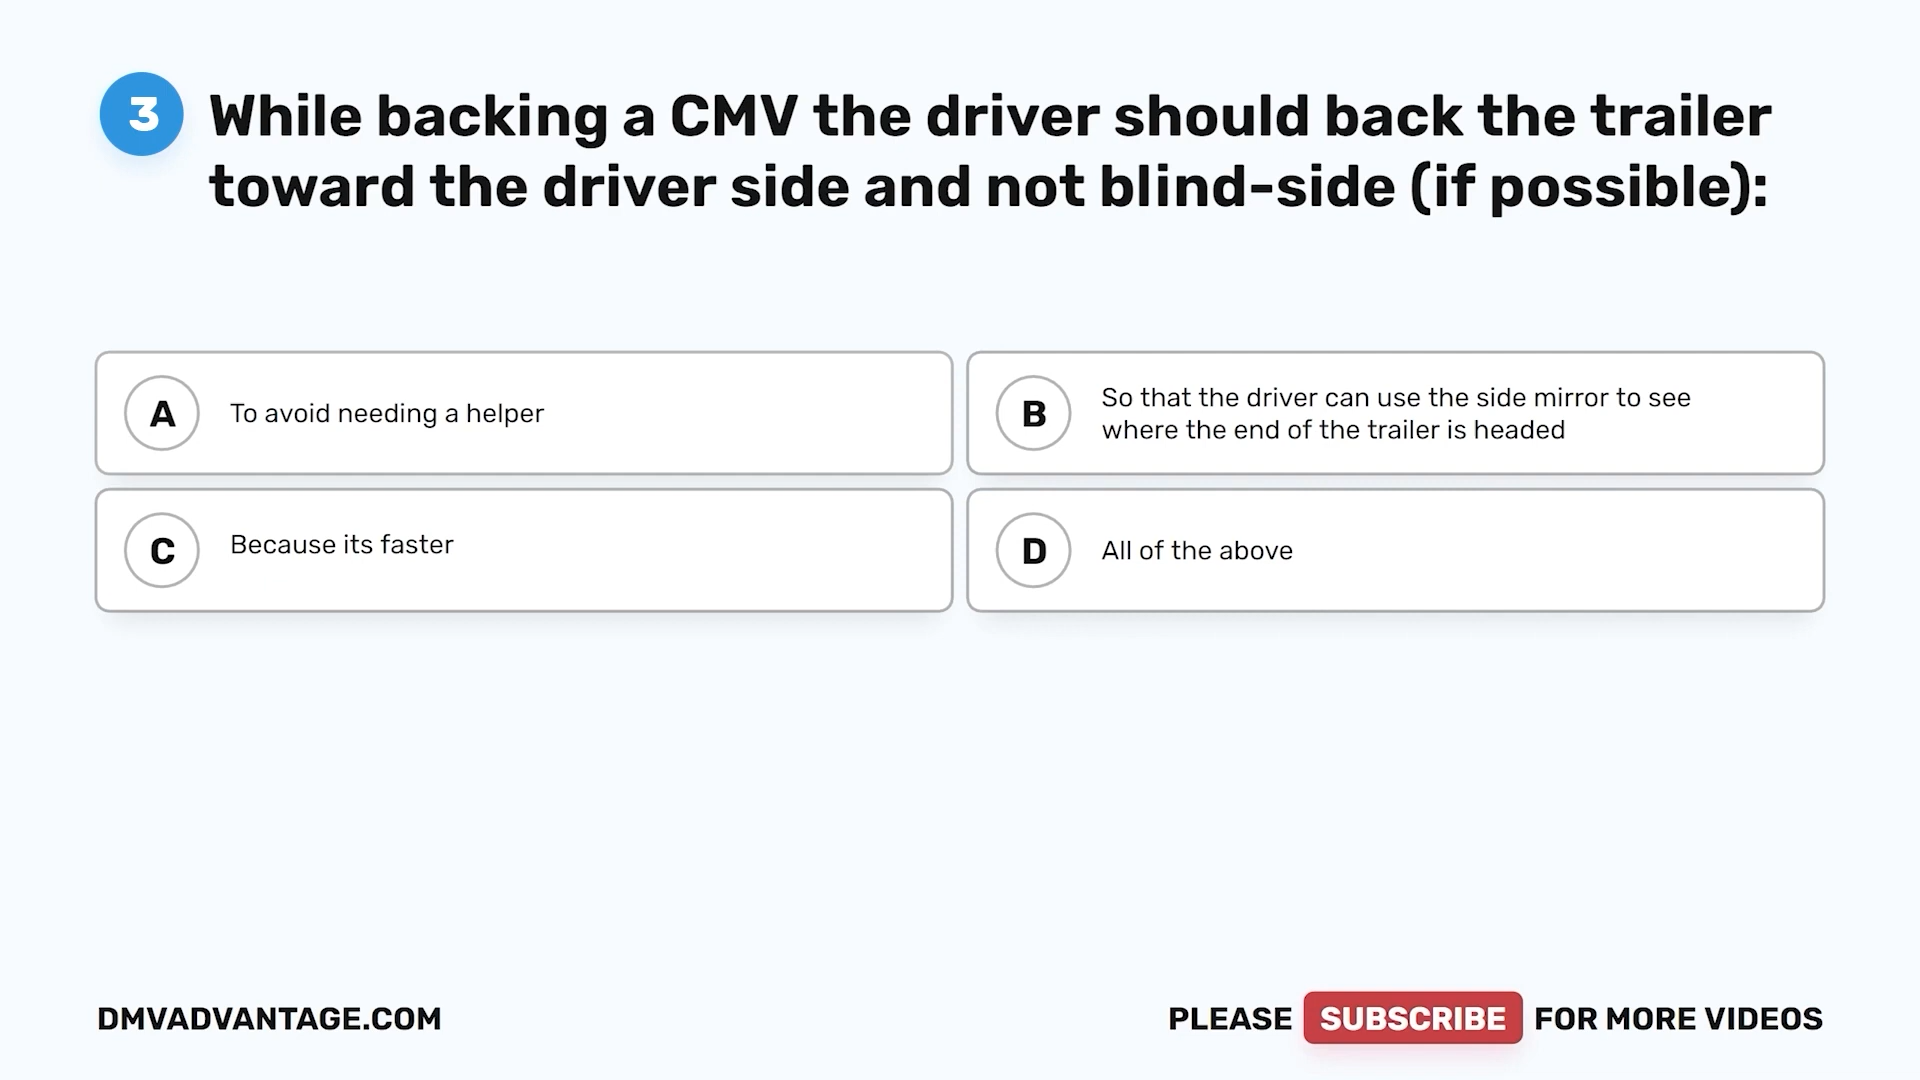 3
While backing a CMV the driver should back the trailer
toward the driver side and not blind-side (if possible):
A
To avoid needing a helper
B
So that the driver can use the side mirror to see
where the end of the trailer is headed
C
Because its faster
D
All of the above
DMVADVANTAGE.COM
PLEASE SUBSCRIBE FOR MORE VIDEOS